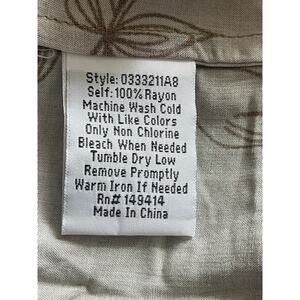 Style: 0333211A8
Self: 100% Rayon
Machine Wash Cold
With Like Colors
Only Non Chlorine
Bleach When Needed
Tumble Dry Low
Remove Promptly
Warm Iron If Needed
Rn# 149414
Made In China